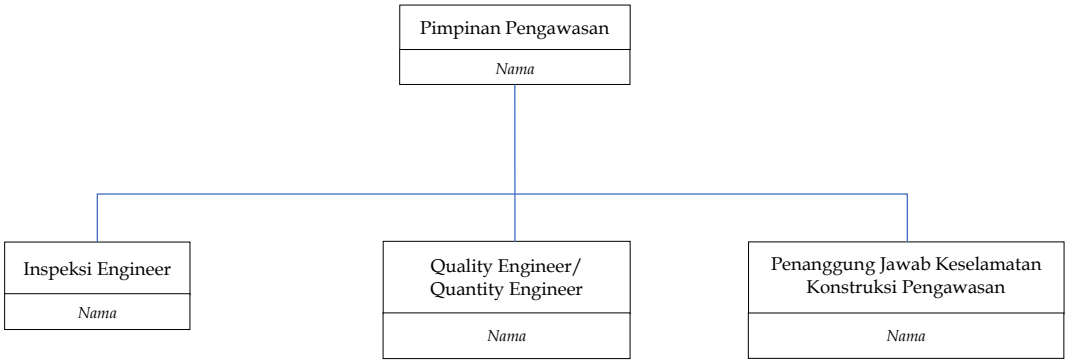 Pimpinan Pengawasan
Nama
Inspeksi Engineer
Nama
Quality Engineer/
Quantity Engineer
Nama
Penanggung Jawab Keselamatan
Konstruksi Pengawasan
Nama